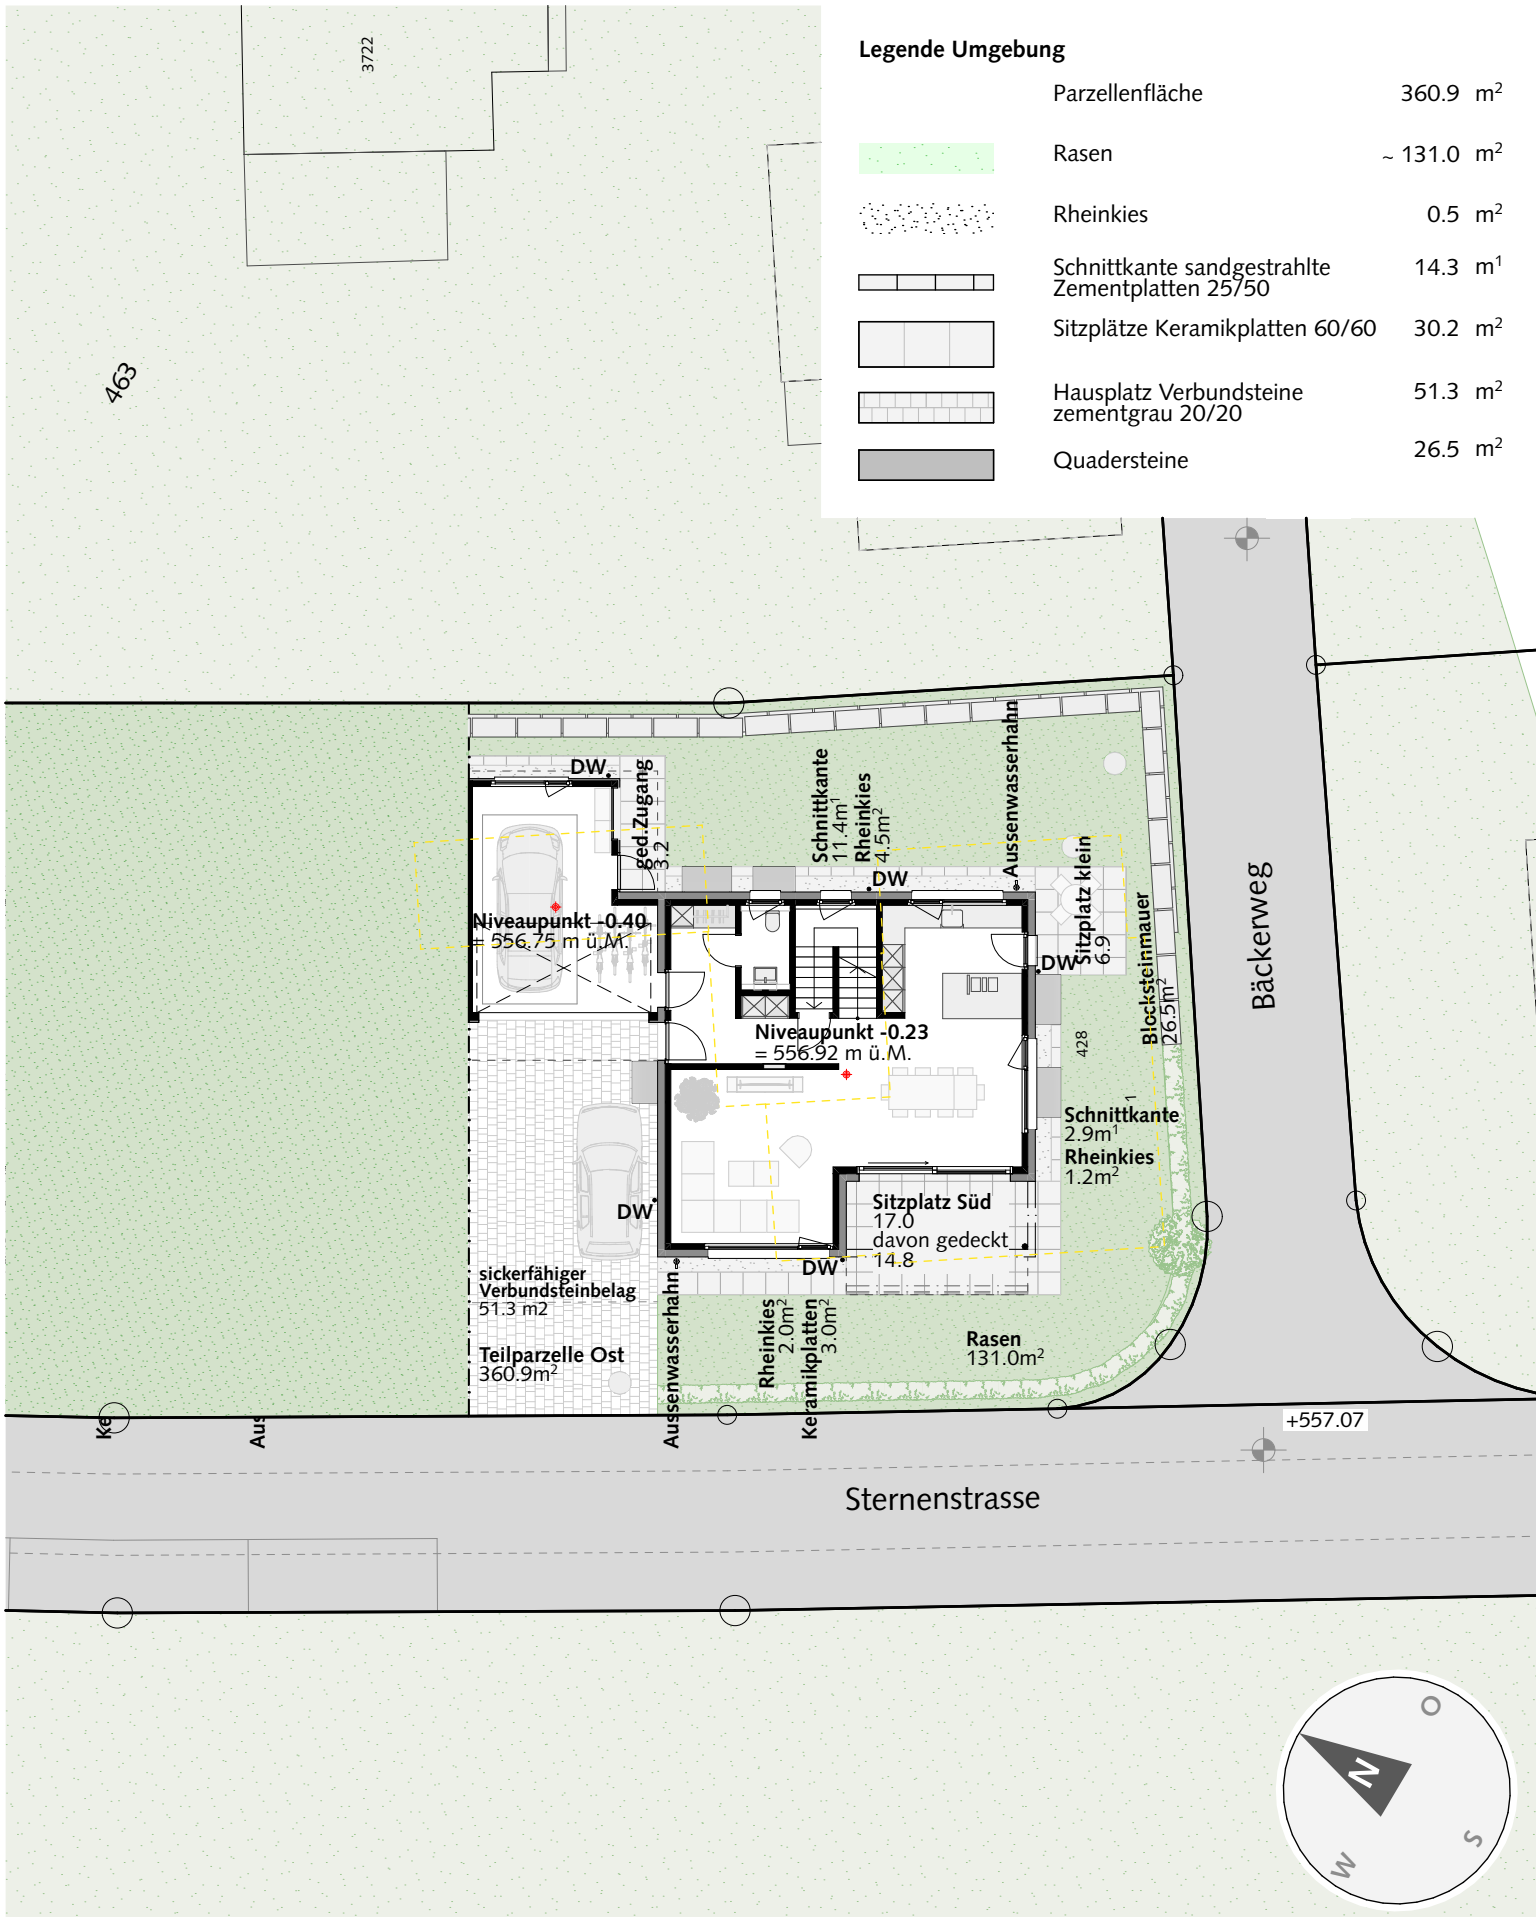 Legende Umgebung
Parzellenfläche 360.9 m²
Rasen ~ 131.0 m²
Rheinkies 0.5 m²
Schnittkante sandgestrahlte 14.3 m¹
Zementplatten 25/50
Sitzplätze Keramikplatten 60/60 30.2 m²
Hausplatz Verbundsteine 51.3 m²
zementgrau 20/20
Quadersteine 26.5 m²
3722
463
DW
ged.Zugang
3.2
Schnittkante
11.4m¹
Rheinkies
4.5m²
Aussenwasserhahn
DW
Sitzplatz klein
6.9
DW
Blocksteinmauer
26.5m²
Bäckerweg
Niveaupunkt -0.40
= 556.75 m ü.M.
Niveaupunkt -0.23
= 556.92 m ü.M.
428
1
Schnittkante
2.9m¹
Rheinkies
1.2m²
Sitzplatz Süd
17.0
davon gedeckt
14.8
DW
DW
sickerfähiger
Verbundsteinbelag
51.3 m2
Teilparzelle Ost
360.9m²
Aussenwasserhahn
Rheinkies
2.0m²
Keramikplatten
3.0m²
Rasen
131.0m²
Ke
Aus
+557.07
Sternenstrasse
N
O
S
W